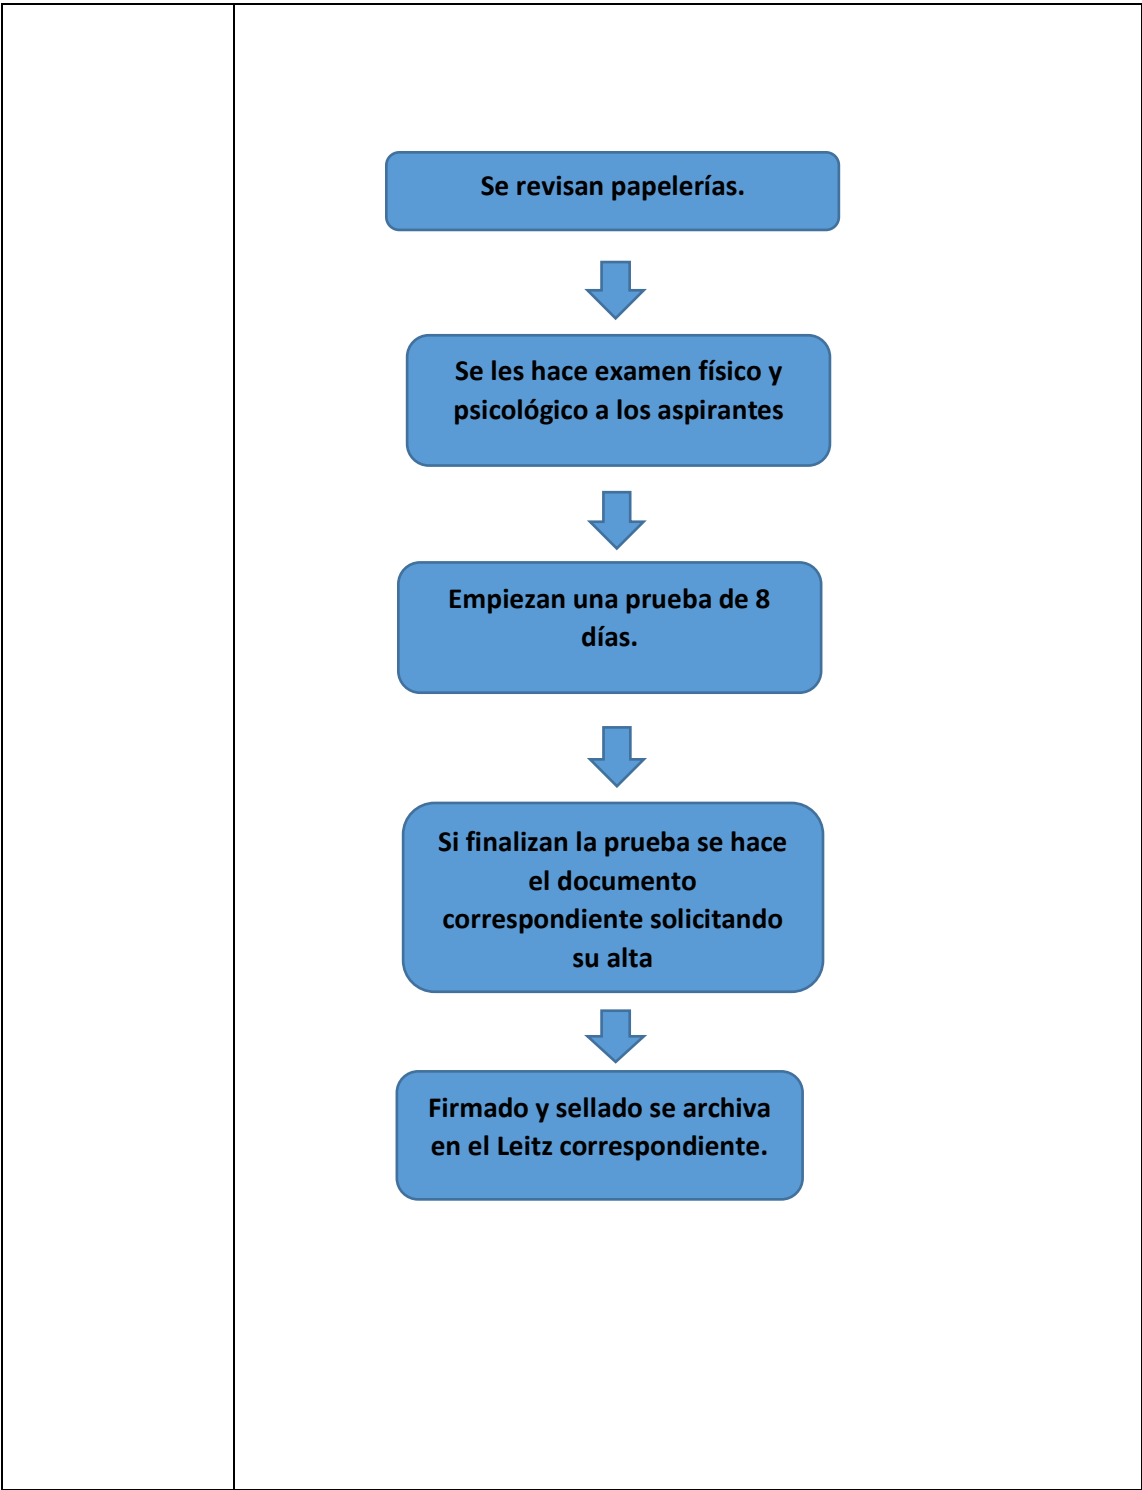 Se revisan papelerías.
Se les hace examen físico y
psicológico a los aspirantes
Empiezan una prueba de 8
días.
Si finalizan la prueba se hace
el documento
correspondiente solicitando
su alta
Firmado y sellado se archiva
en el Leitz correspondiente.